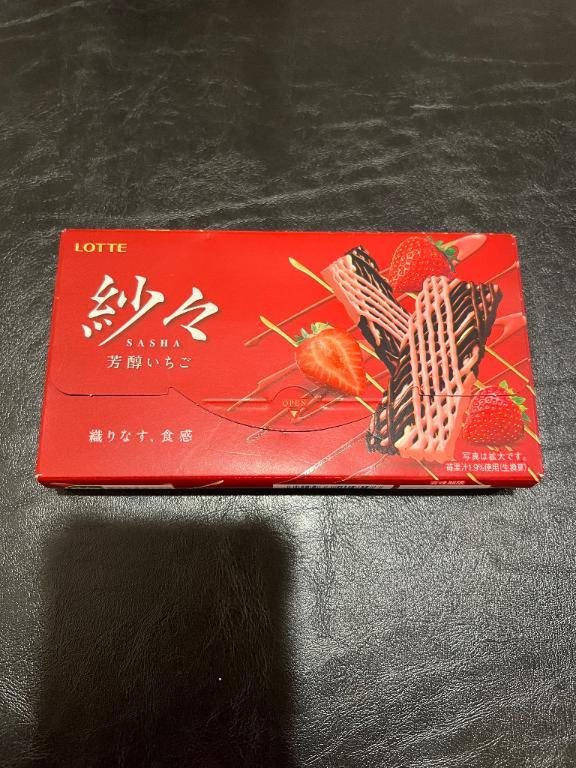 LOTTE
紗々
SASHA
芳醇いちご
OPEN
織りなす、食感
写真は拡大です。
苺果汁1.9%使用(生換算)